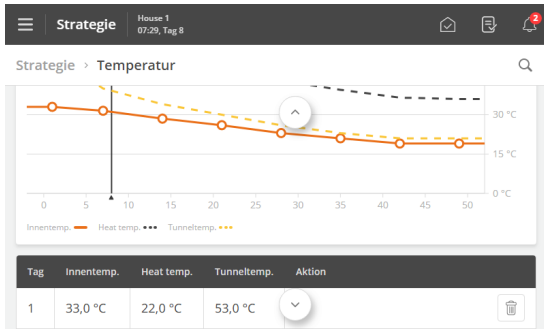 Strategie
House 1
07:29, Tag 8
2
Strategie > Temperatur
30 °C
15 °C
0 °C
0 5 10 15 20 25 30 35 40 45 50
Innentemp. Heat temp. Tunneltemp.
Tag Innentemp. Heat temp. Tunneltemp. Aktion
1 33,0 °C 22,0 °C 53,0 °C